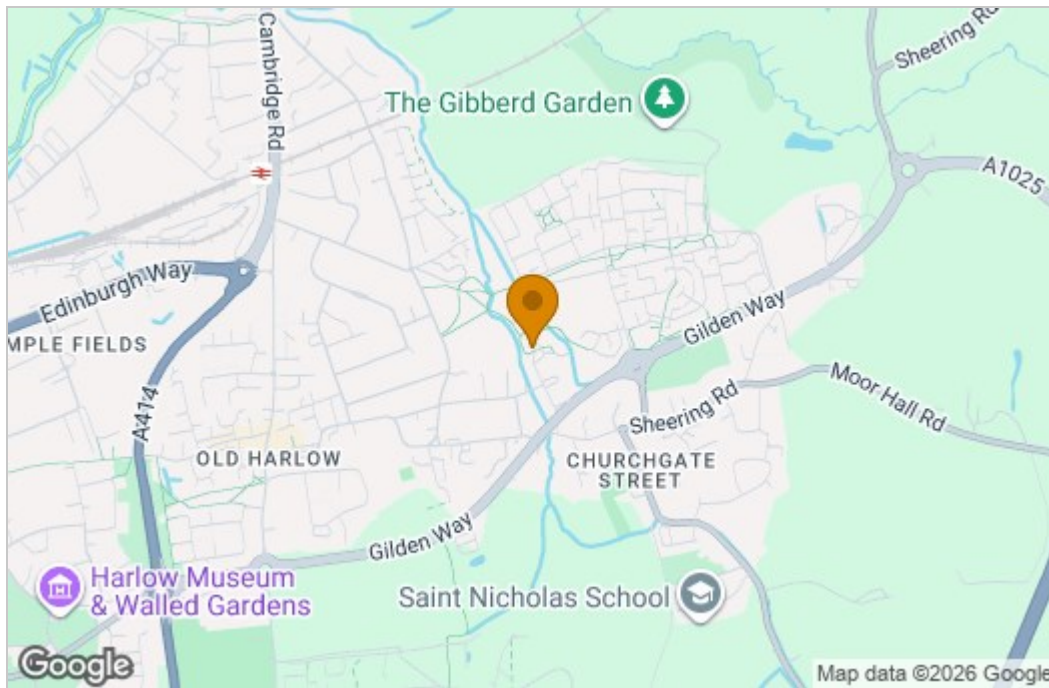 Cambridge Rd
Sheering Rd
The Gibberd Garden
A1025
Edinburgh Way
MPLE FIELDS
Gilden Way
Moor Hall Rd
A414
Sheering Rd
OLD HARLOW
CHURCHGATE
STREET
Gilden Way
Harlow Museum
& Walled Gardens
Saint Nicholas School
Google
Map data ©2026 Google